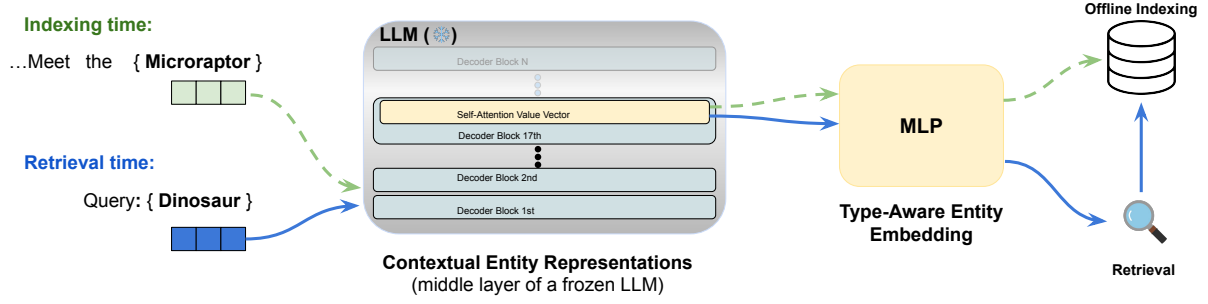 Indexing time:
…Meet the { Microraptor }
Retrieval time:
Query: { Dinosaur }
LLM ( )
Decoder Block N
Self-Attention Value Vector
Decoder Block 17th
Decoder Block 2nd
Decoder Block 1st
Contextual Entity Representations
(middle layer of a frozen LLM)
MLP
Type-Aware Entity
Embedding
Offline Indexing
Retrieval